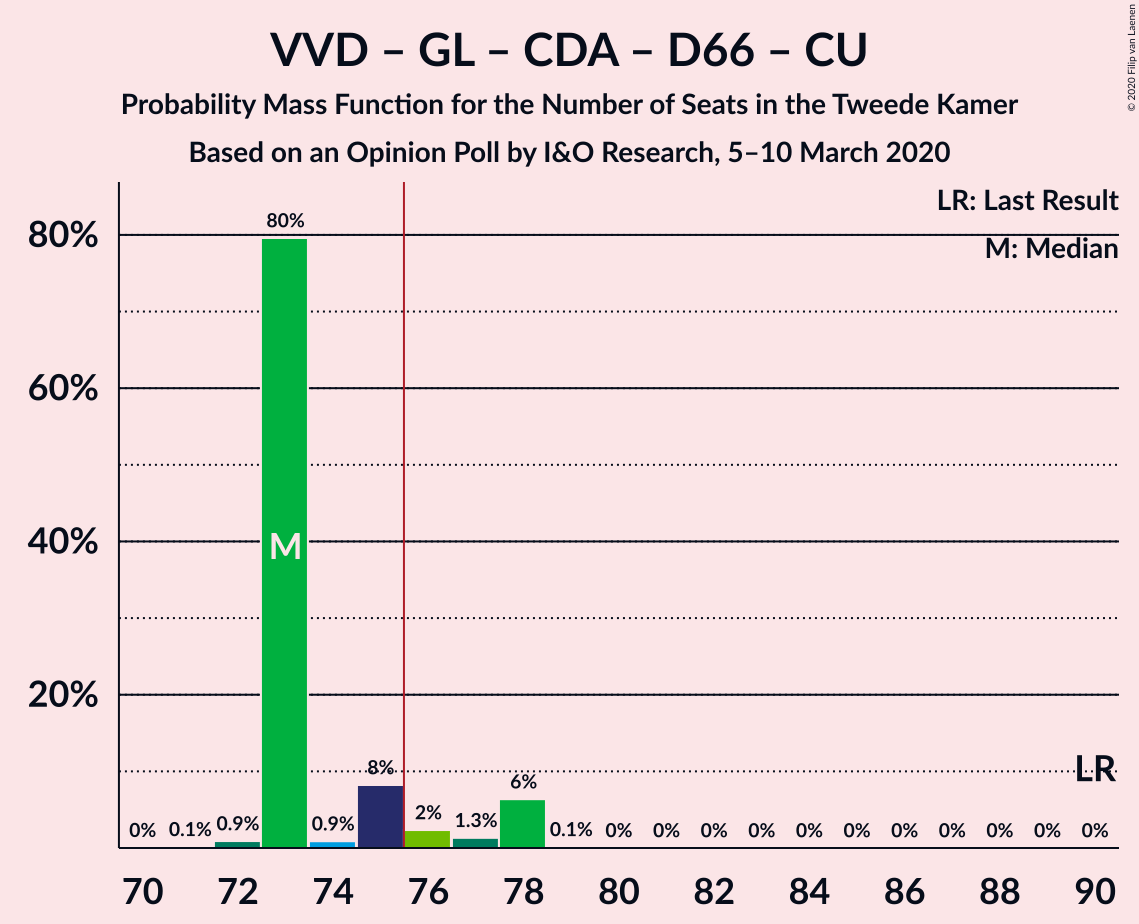 VVD – GL – CDA – D66 – CU
Probability Mass Function for the Number of Seats in the Tweede Kamer
Based on an Opinion Poll by I&O Research, 5–10 March 2020
© 2020 Filip van Laenen
LR: Last Result
M: Median
80%
60%
40%
20%
0% 0.1% 0.9% 80% 0.9% 8% 2% 1.3% 6% 0.1% 0% 0% 0% 0% 0% 0% 0% 0% 0% 0% 0%
M
LR
70 72 74 76 78 80 82 84 86 88 90